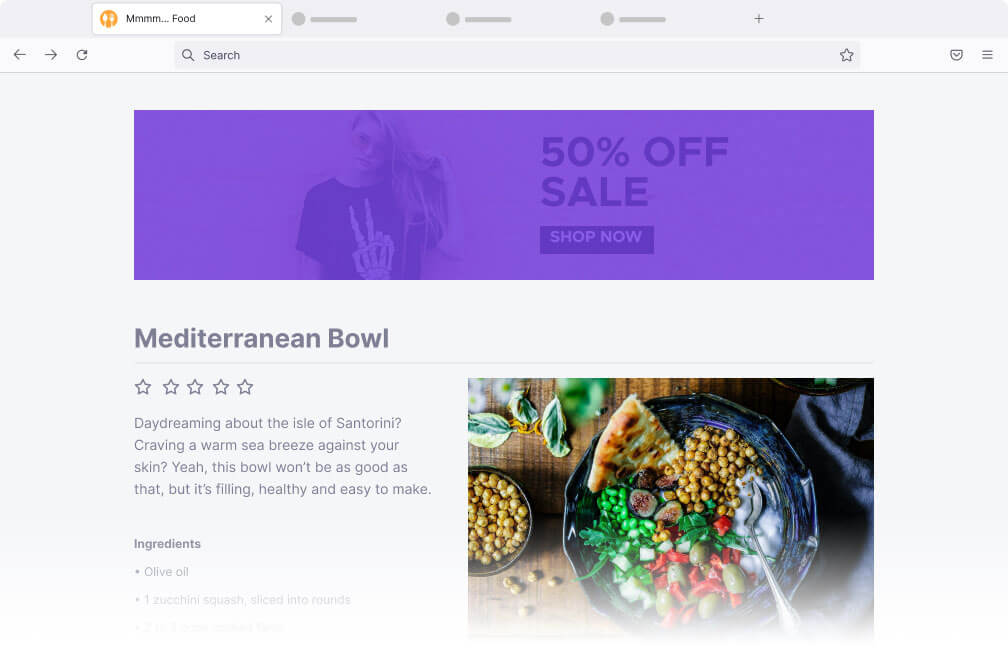 Mmmm... Food
Search
50% OFF
SALE
SHOP NOW
Mediterranean Bowl
Daydreaming about the isle of Santorini?
Craving a warm sea breeze against your
skin? Yeah, this bowl won’t be as good as
that, but it’s filling, healthy and easy to make.
Ingredients
• Olive oil
• 1 zucchini squash, sliced into rounds